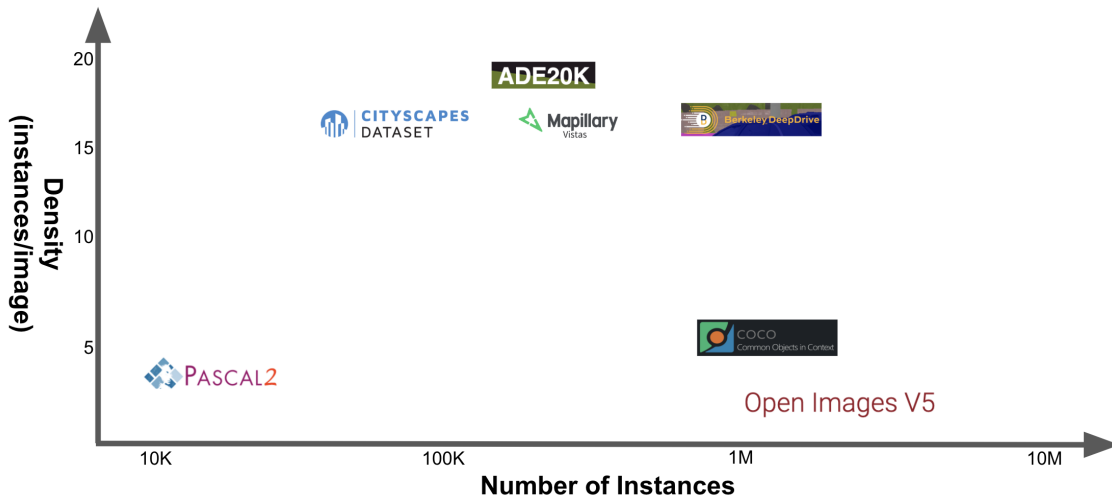 20
ADE20K
CITYSCAPES
DATASET
Mapillary
Vistas
Berkeley DeepDrive
15
Density
(instances/image)
10
COCO
Common Objects in Context
5
PASCAL2
Open Images V5
10K
100K
1M
10M
Number of Instances